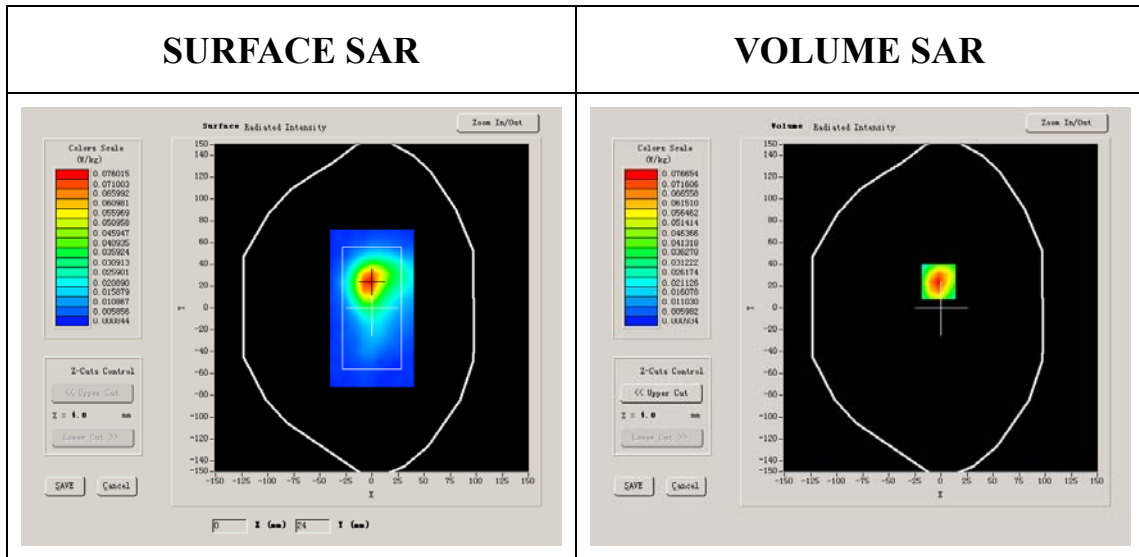 SURFACE SAR
Surface Radiated Intensity
Zoom In/Out
Colors Scale
(W/kg)
0.076015
0.071003
0.065992
0.060981
0.055969
0.050958
0.045947
0.040935
0.035924
0.030913
0.025901
0.020890
0.015879
0.010867
0.005856
0.000844
Z-Cuts Control
<< Upper Cut
Z = 4.0 mm
Lower Cut >>
SAVE Cancel
150
140
120
100
80
60
40
20
0
-20
-40
-60
-80
-100
-120
-140
-150
Y
-150 -125 -100 -75 -50 -25 0 25 50 75 100 125 150
X
0 X (mm) 24 Y (mm)
VOLUME SAR
Volume Radiated Intensity
Zoom In/Out
Colors Scale
(W/kg)
0.076654
0.071606
0.066558
0.061510
0.056462
0.051414
0.046366
0.041318
0.036270
0.031222
0.026174
0.021126
0.016078
0.011030
0.005982
0.000934
Z-Cuts Control
<< Upper Cut
Z = 4.0 mm
Lower Cut >>
SAVE Cancel
150
140
120
100
80
60
40
20
0
-20
-40
-60
-80
-100
-120
-140
-150
Y
-150 -125 -100 -75 -50 -25 0 25 50 75 100 125 150
X